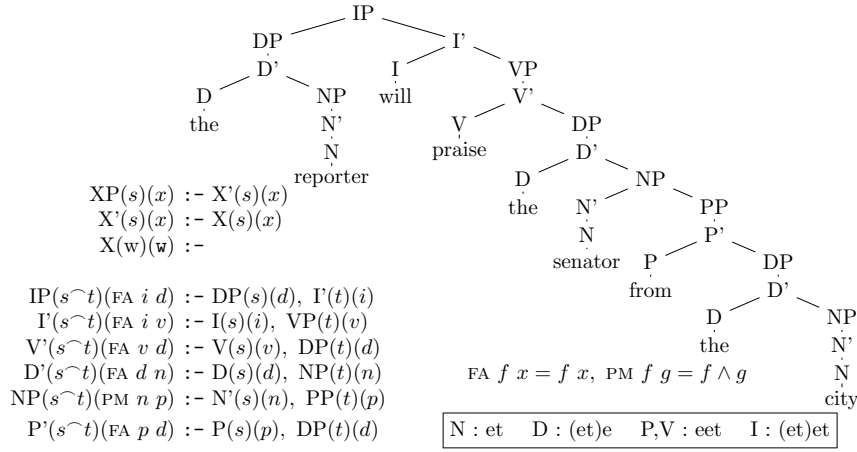 IP
DP I'
D' I VP
D NP will V'
the N' V DP
N praise D'
reporter D NP
the N' PP
N P'
senator P DP
from D'
D NP
the N'
N
city
XP(s)(x) :- X'(s)(x)
X'(s)(x) :- X(s)(x)
X(w)(w) :-
IP(s⌒t)(FA i d) :- DP(s)(d), I'(t)(i)
I'(s⌒t)(FA i v) :- I(s)(i), VP(t)(v)
V'(s⌒t)(FA v d) :- V(s)(v), DP(t)(d)
D'(s⌒t)(FA d n) :- D(s)(d), NP(t)(n)
NP(s⌒t)(PM n p) :- N'(s)(n), PP(t)(p)
P'(s⌒t)(FA p d) :- P(s)(p), DP(t)(d)
FA f x = f x, PM f g = f ∧ g
N : et D : (et)e P,V : eet I : (et)et